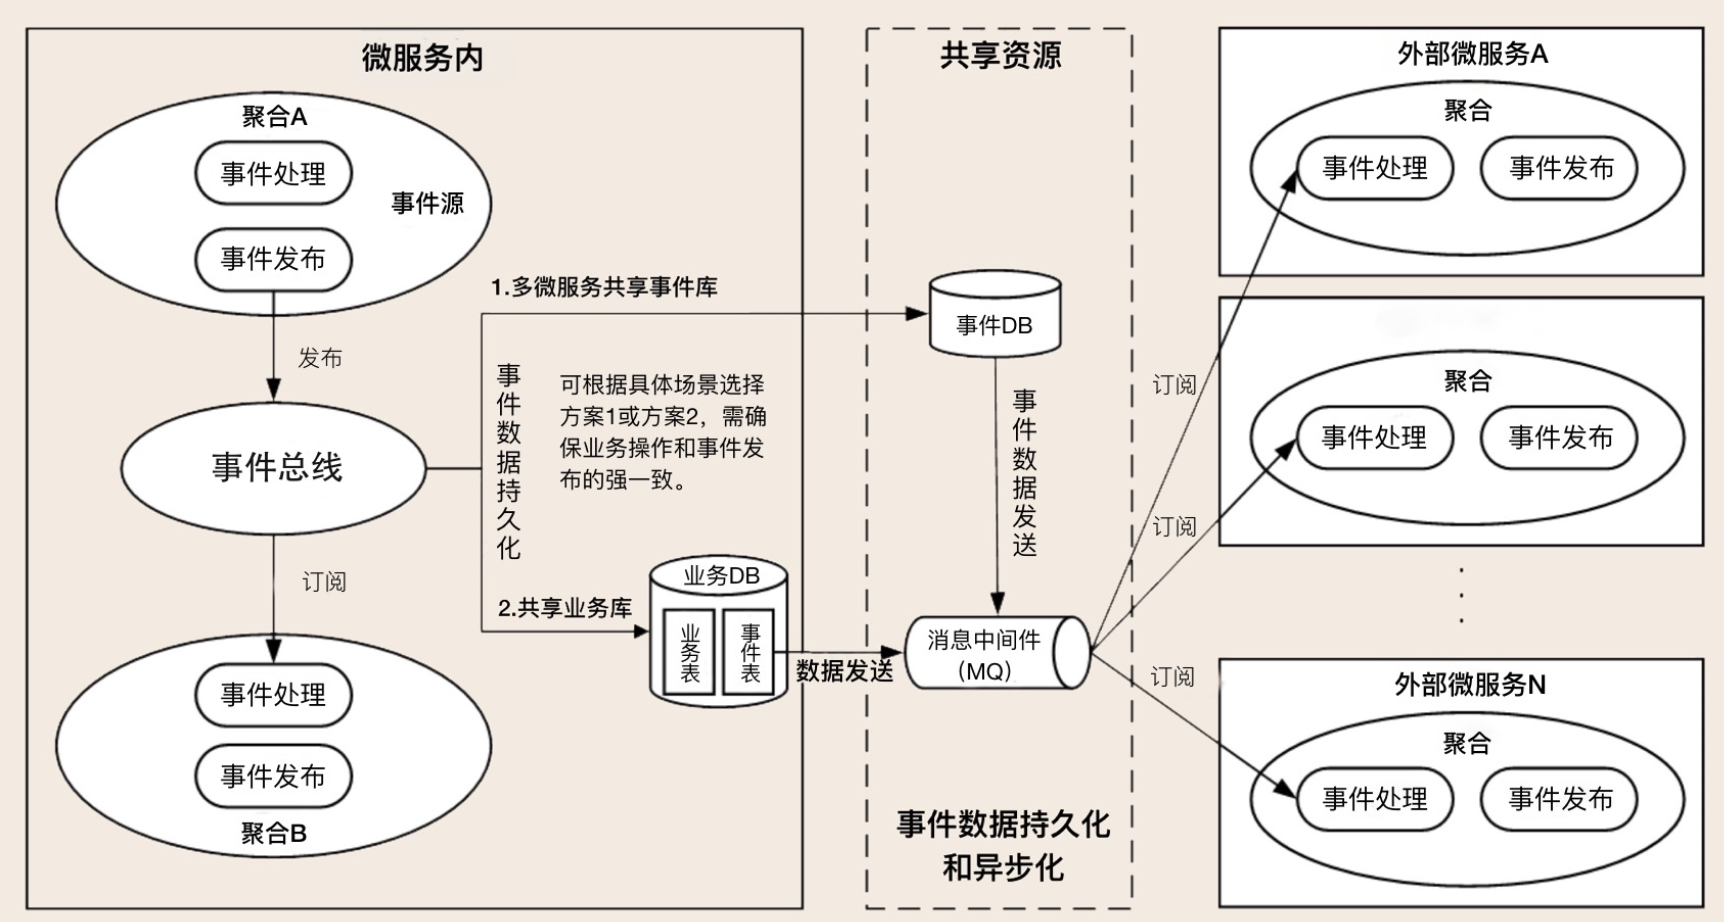 微服务内
聚合A
事件处理
事件源
事件发布
发布
事件总线
订阅
事件处理
事件发布
聚合B
1.多微服务共享事件库
事件数据持久化
可根据具体场景选择
方案1或方案2，需确
保业务操作和事件发
布的强一致。
2.共享业务库
业务DB
业务表
事件表
数据发送
共享资源
事件DB
事件数据发送
消息中间件
（MQ）
事件数据持久化
和异步化
订阅
订阅
订阅
外部微服务A
聚合
事件处理
事件发布
聚合
事件处理
事件发布
外部微服务N
聚合
事件处理
事件发布